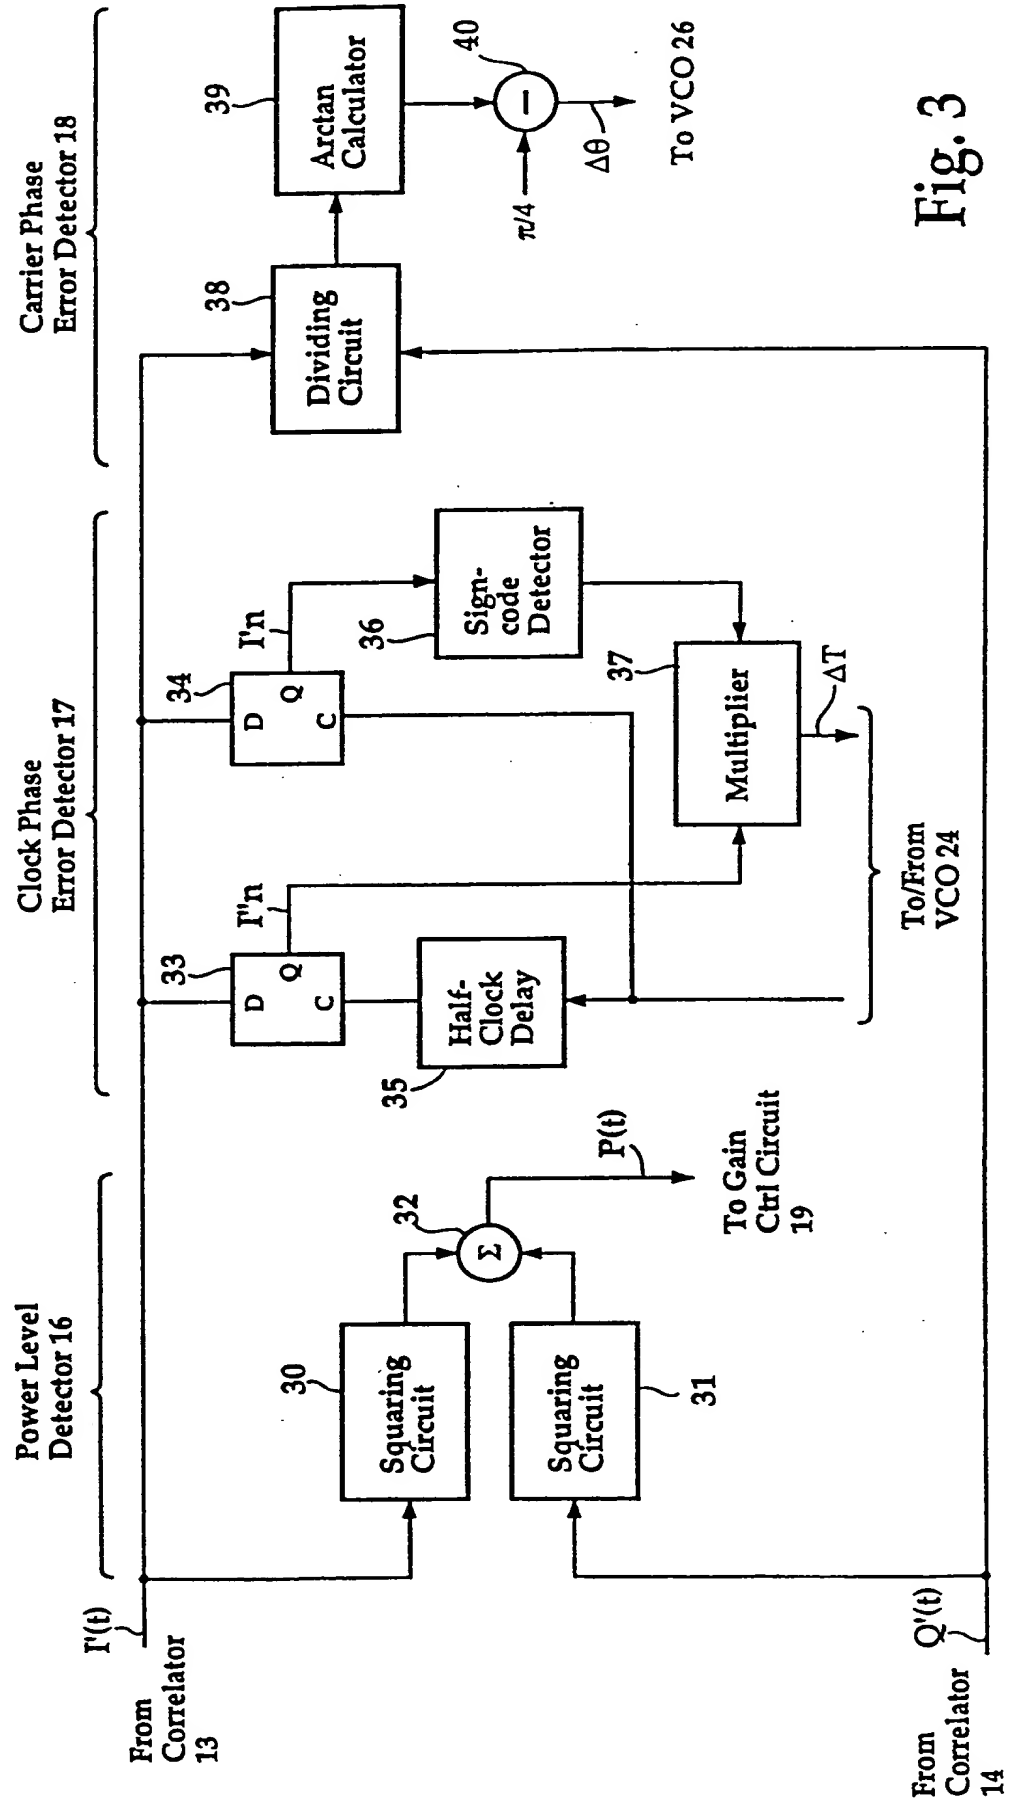 Power Level
Detector 16
Clock Phase
Error Detector 17
Carrier Phase
Error Detector 18
I'(t)
From
Correlator
13
30
Squaring
Circuit
Squaring
Circuit
31
32
Σ
P(t)
To Gain
Ctrl Circuit
19
33
D
Q
C
I"n
35
Half-
Clock
Delay
34
D
Q
C
I'n
36
Sign-
code
Detector
37
Multiplier
ΔT
To/From
VCO 24
38
Dividing
Circuit
39
Arctan
Calculator
40
−
π/4
Δθ
To VCO 26
Q'(t)
From
Correlator
14
Fig. 3